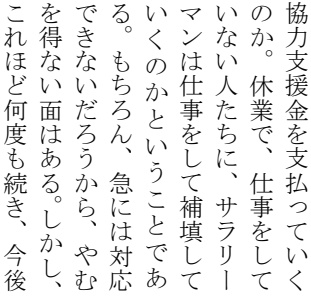 協力支援金を支払っていく
のか。休業で、仕事をして
いない人たちに、サラリー
マンは仕事をして補填して
いくのかということであ
る。もちろん、急には対応
できないだろうから、やむ
を得ない面はある。しかし、
これほど何度も続き、今後